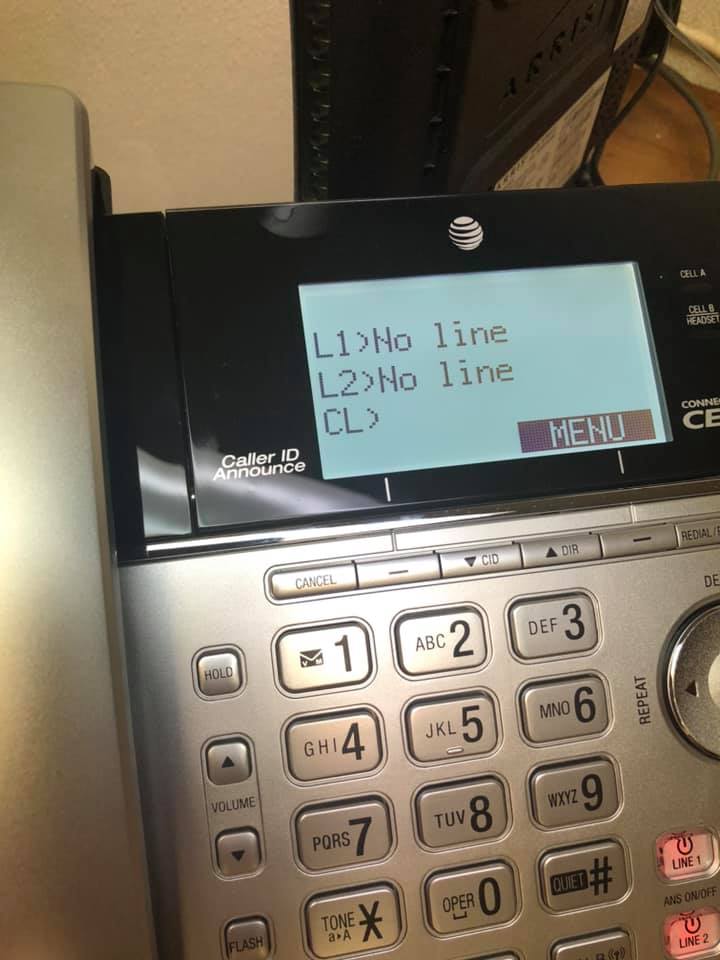 ARRIS
CELL A
CELL B
HEADSET
L1>No line
L2>No line
CL>
MENU
Caller ID
Announce
CANCEL
CID
DIR
HOLD
1
ABC 2
DEF 3
GHI 4
JKL 5
MNO 6
REPEAT
VOLUME
PQRS 7
TUV 8
WXYZ 9
LINE 1
TONE *
a▸A
OPER 0
QUIET #
ANS ON/OFF
LINE 2
FLASH